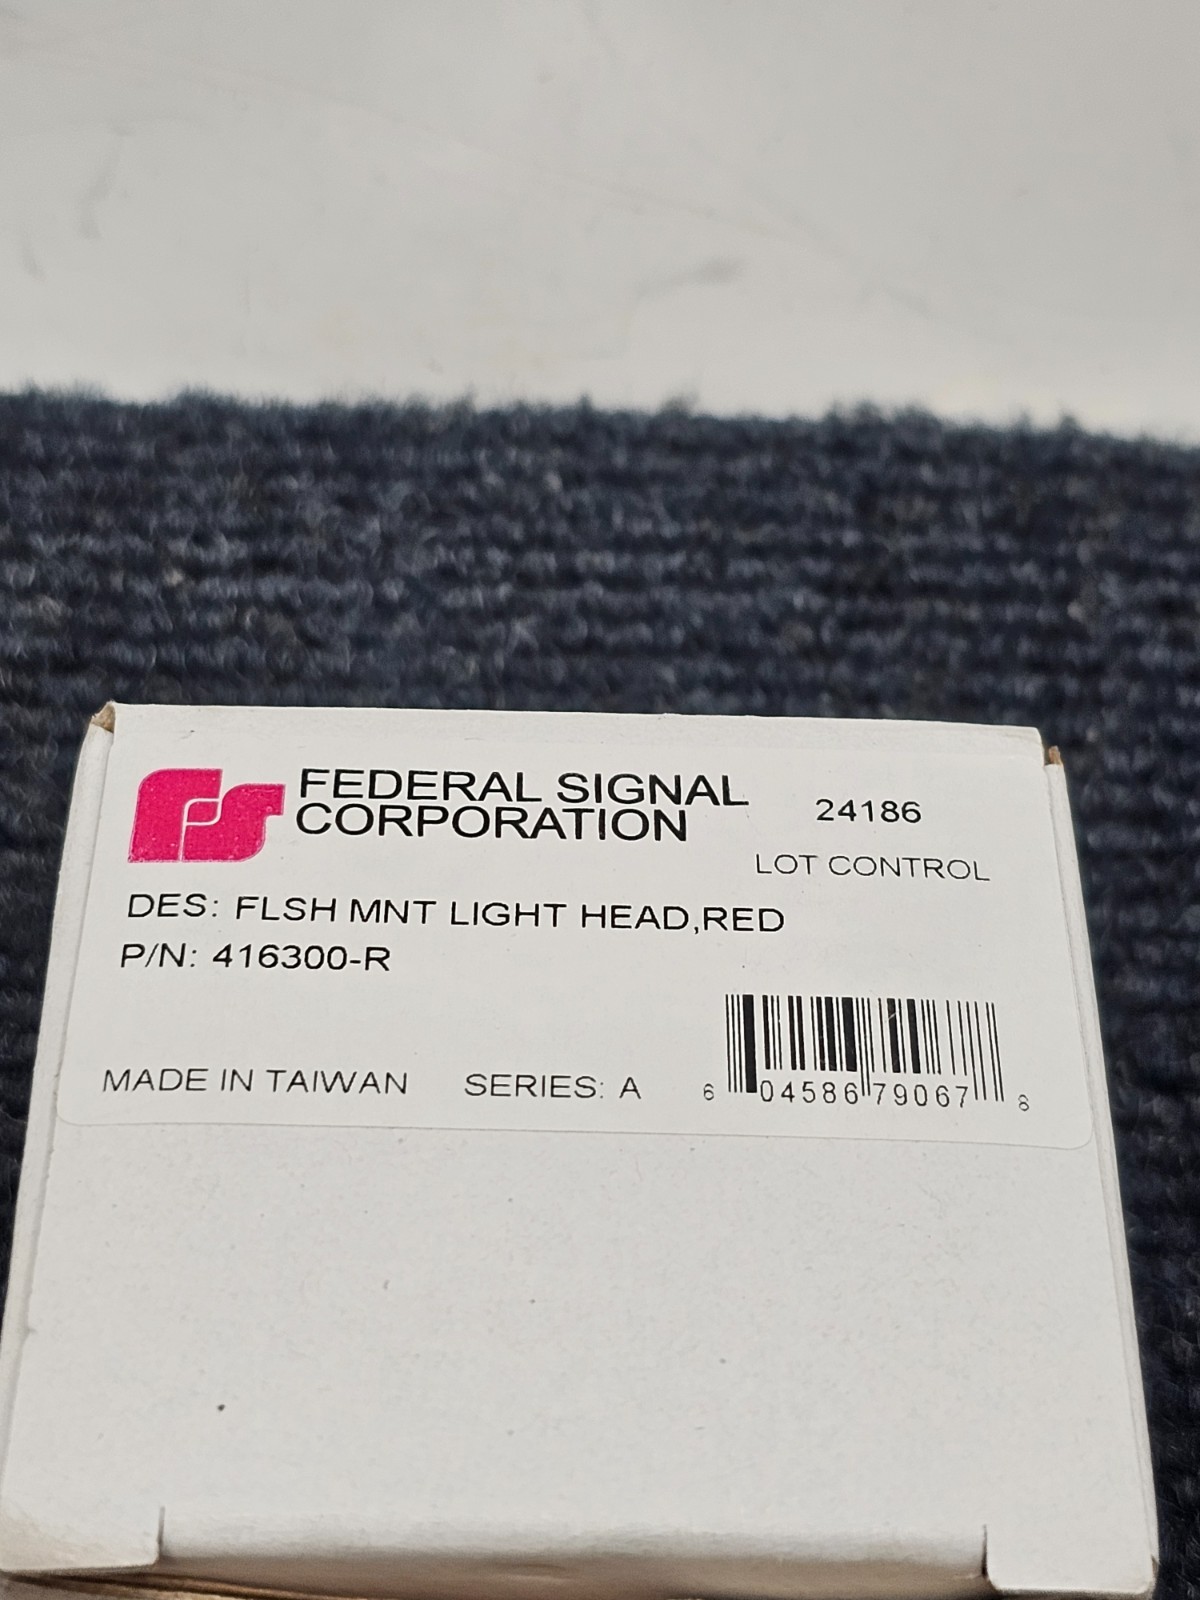 FS
FEDERAL SIGNAL
CORPORATION
24186
LOT CONTROL
DES: FLSH MNT LIGHT HEAD,RED
P/N: 416300-R
MADE IN TAIWAN
SERIES: A
6 04586 79067 8